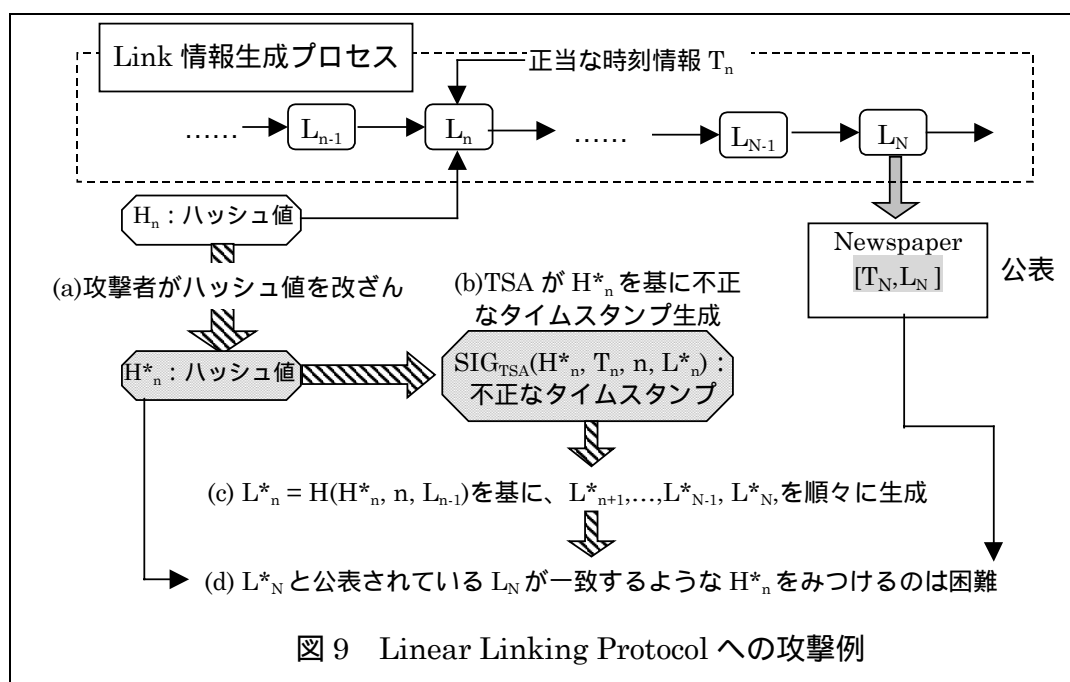 Link 情報生成プロセス
正当な時刻情報 Tn
…… Ln-1 Ln …… LN-1 LN
Hn：ハッシュ値
Newspaper
[TN,LN ]
公表
(a)攻撃者がハッシュ値を改ざん
(b)TSA が H*n を基に不正
なタイムスタンプ生成
H*n：ハッシュ値
SIGTSA(H*n, Tn, n, L*n)：
不正なタイムスタンプ
(c) L*n = H(H*n, n, Ln-1)を基に、L*n+1,…,L*N-1, L*N,を順々に生成
(d) L*N と公表されている LN が一致するような H*n をみつけるのは困難
図 9 Linear Linking Protocol への攻撃例